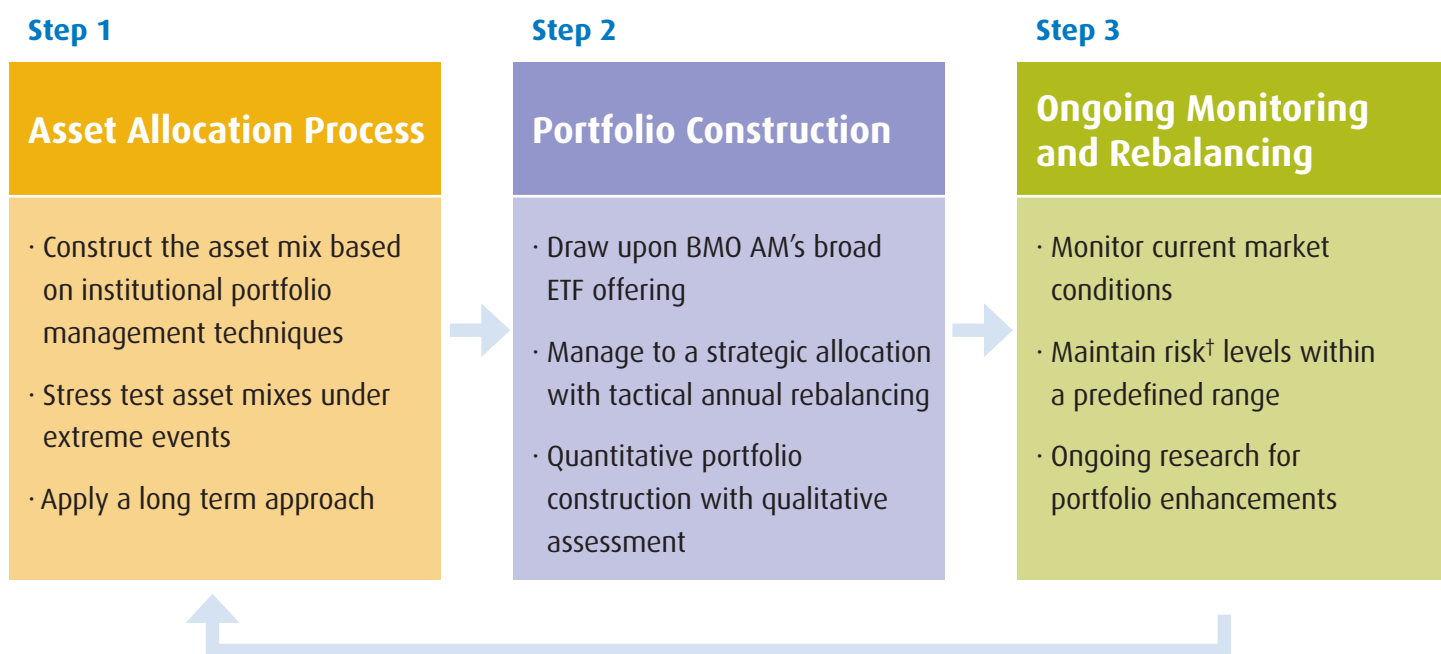 Step 1
Asset Allocation Process
· Construct the asset mix based
on institutional portfolio
management techniques
· Stress test asset mixes under
extreme events
· Apply a long term approach
Step 2
Portfolio Construction
· Draw upon BMO AM’s broad
ETF offering
· Manage to a strategic allocation
with tactical annual rebalancing
· Quantitative portfolio
construction with qualitative
assessment
Step 3
Ongoing Monitoring
and Rebalancing
· Monitor current market
conditions
· Maintain risk† levels within
a predefined range
· Ongoing research for
portfolio enhancements